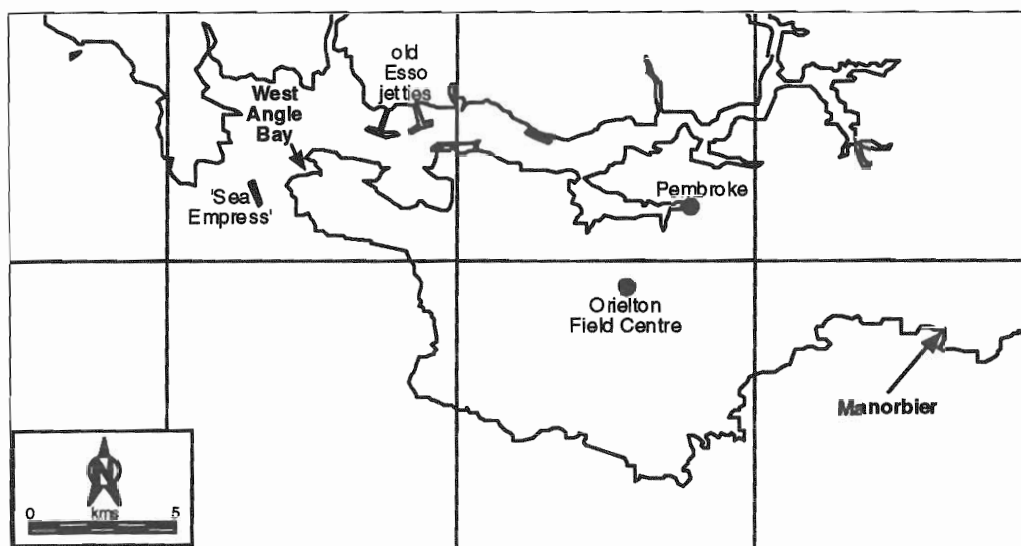 old
Esso
jetties
West
Angle
Bay
'Sea
Empress'
Pembroke
Orielton
Field Centre
Manorbier
N
0 kms 5